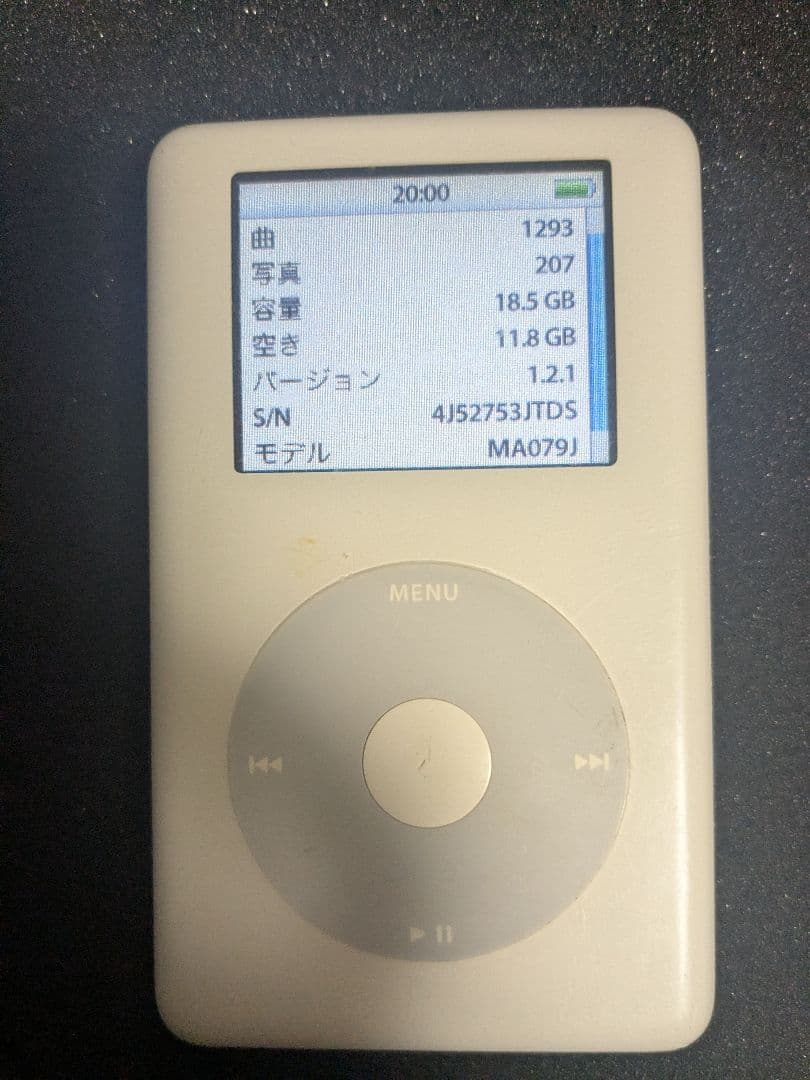 20:00
曲 1293
写真 207
容量 18.5 GB
空き 11.8 GB
バージョン 1.2.1
S/N 4J52753JTDS
モデル MA079J
MENU